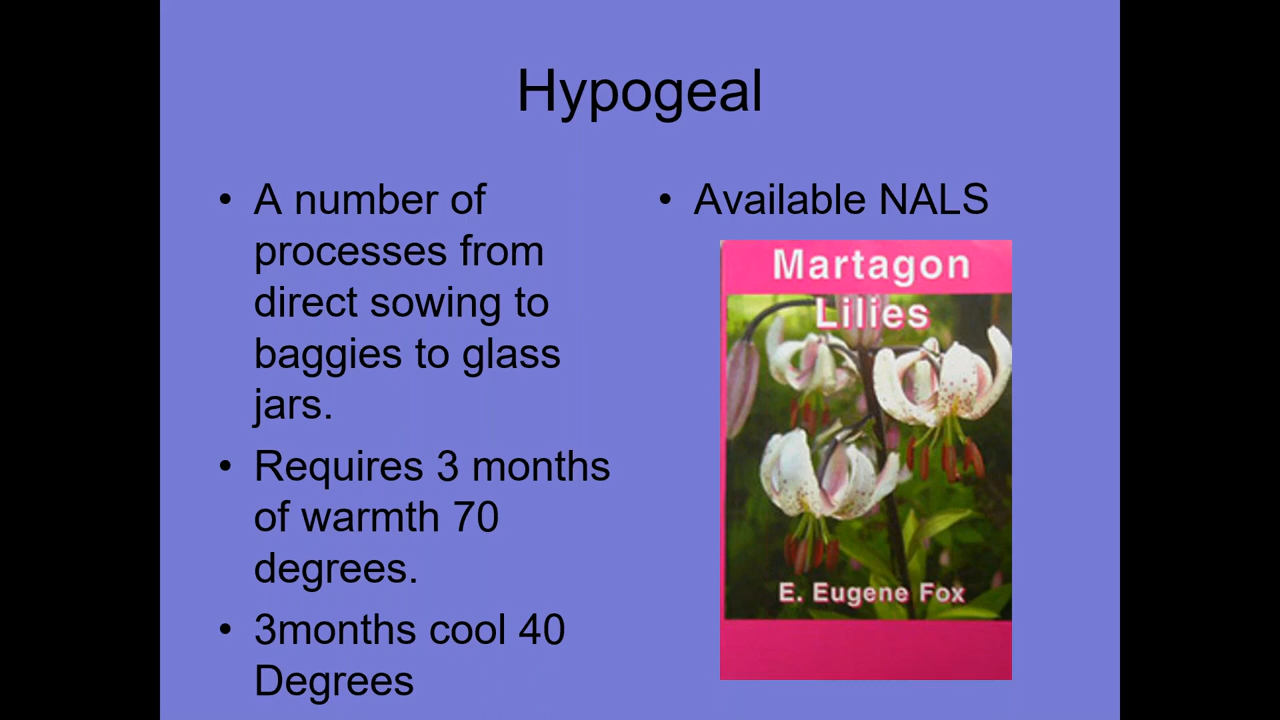 Hypogeal
• A number of
processes from
direct sowing to
baggies to glass
jars.
• Requires 3 months
of warmth 70
degrees.
• 3months cool 40
Degrees
• Available NALS
Martagon
Lilies
E. Eugene Fox